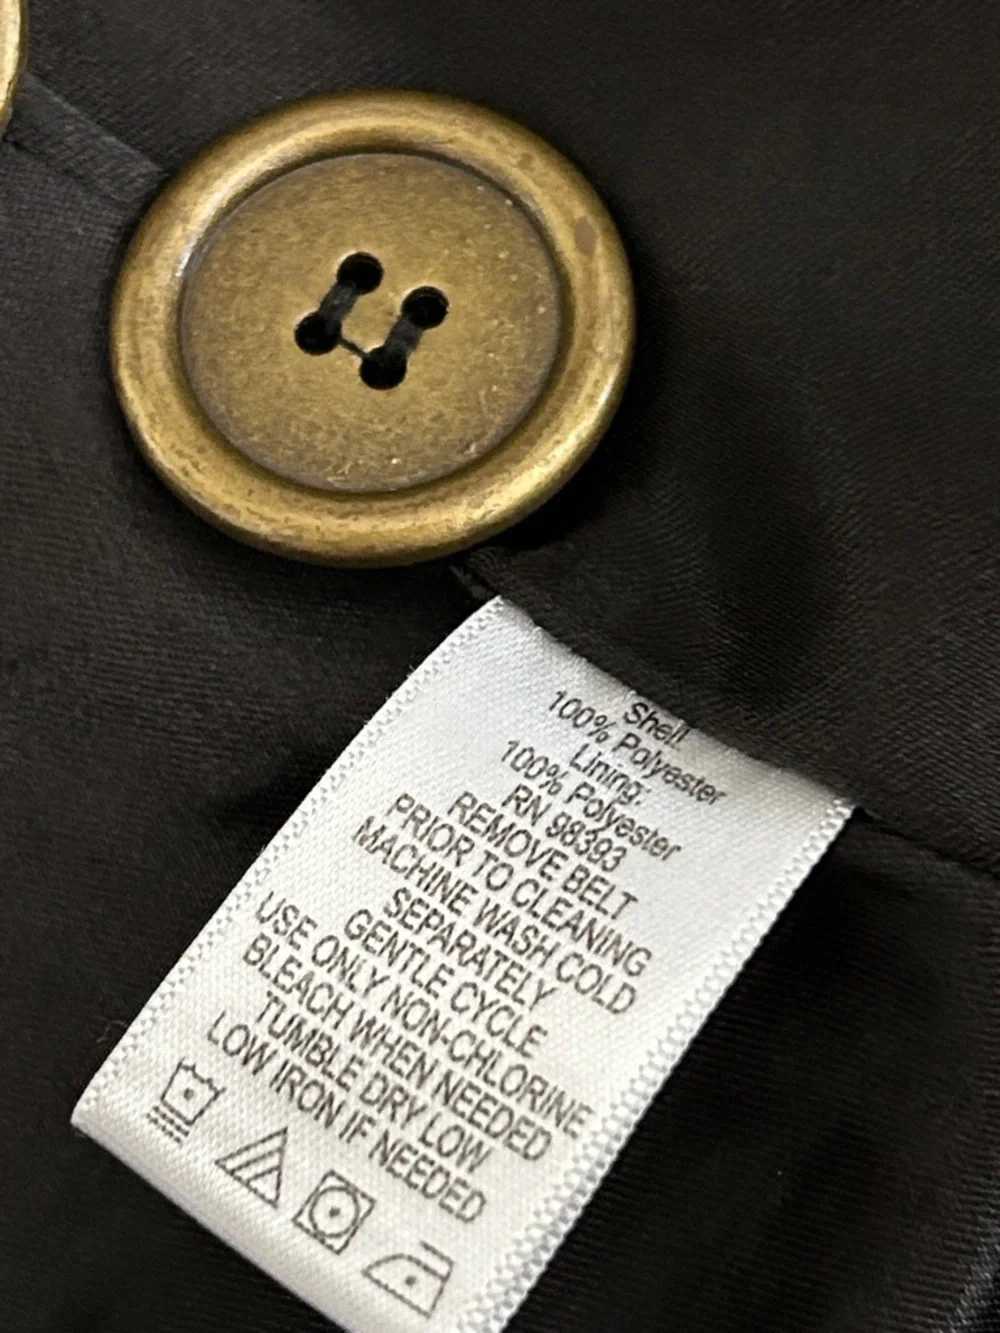 Shell
100% Polyester
Lining:
100% Polyester
RN 98393
REMOVE BELT
PRIOR TO CLEANING
MACHINE WASH COLD
SEPARATELY
GENTLE CYCLE
USE ONLY NON-CHLORINE
BLEACH WHEN NEEDED
TUMBLE DRY LOW
LOW IRON IF NEEDED